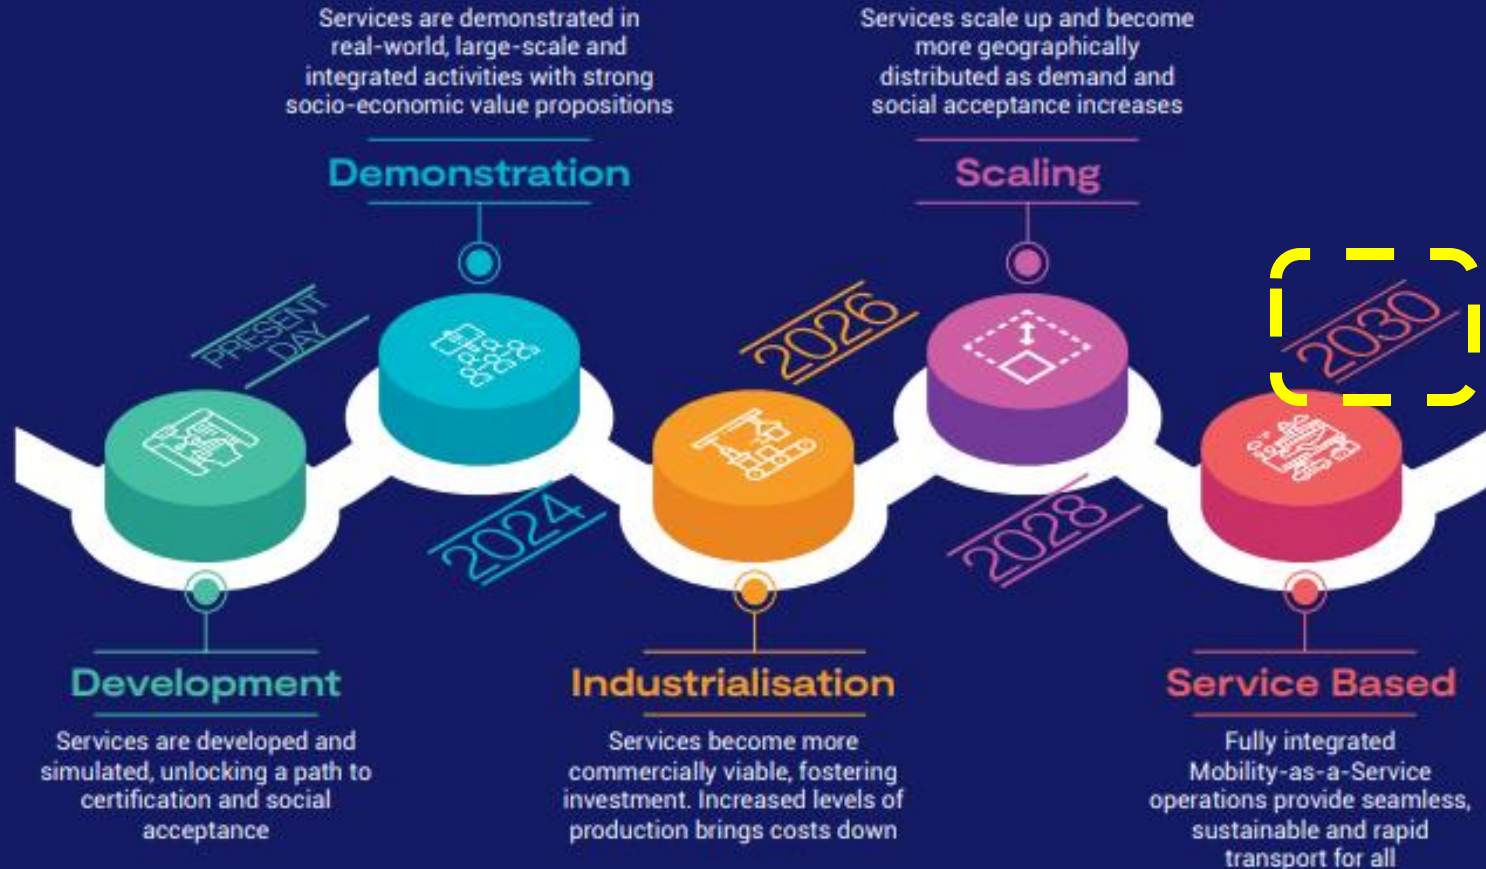 Services are demonstrated in
real-world, large-scale and
integrated activities with strong
socio-economic value propositions
Demonstration
Services scale up and become
more geographically
distributed as demand and
social acceptance increases
Scaling
PRESENT
DAY
2024
2026
2028
2030
Development
Services are developed and
simulated, unlocking a path to
certification and social
acceptance
Industrialisation
Services become more
commercially viable, fostering
investment. Increased levels of
production brings costs down
Service Based
Fully integrated
Mobility-as-a-Service
operations provide seamless,
sustainable and rapid
transport for all